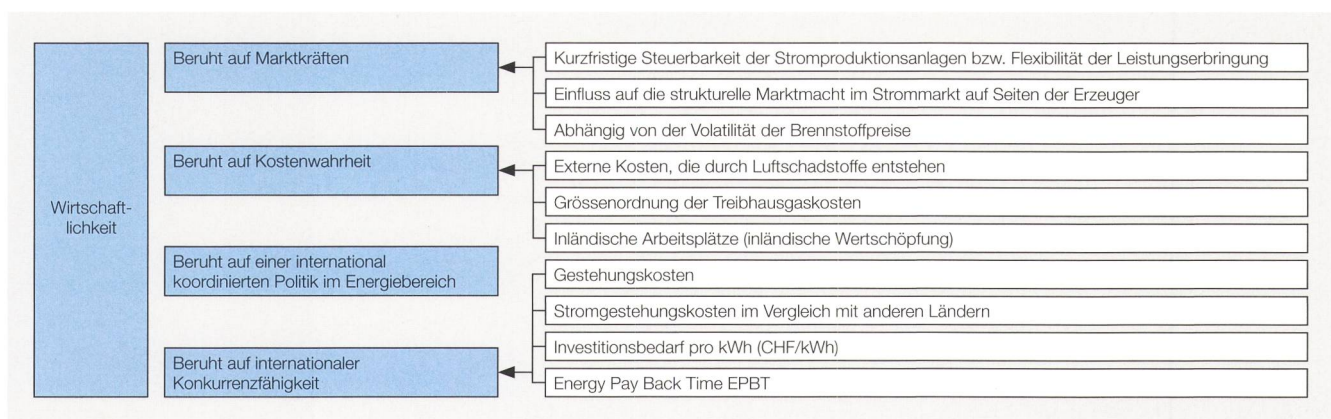 Wirtschaft-
lichkeit
Beruht auf Marktkräften
Kurzfristige Steuerbarkeit der Stromproduktionsanlagen bzw. Flexibilität der Leistungserbringung
Einfluss auf die strukturelle Marktmacht im Strommarkt auf Seiten der Erzeuger
Abhängig von der Volatilität der Brennstoffpreise
Beruht auf Kostenwahrheit
Externe Kosten, die durch Luftschadstoffe entstehen
Grössenordnung der Treibhausgaskosten
Inländische Arbeitsplätze (inländische Wertschöpfung)
Beruht auf einer international
koordinierten Politik im Energiebereich
Beruht auf internationaler
Konkurrenzfähigkeit
Gestehungskosten
Stromgestehungskosten im Vergleich mit anderen Ländern
Investitionsbedarf pro kWh (CHF/kWh)
Energy Pay Back Time EPBT